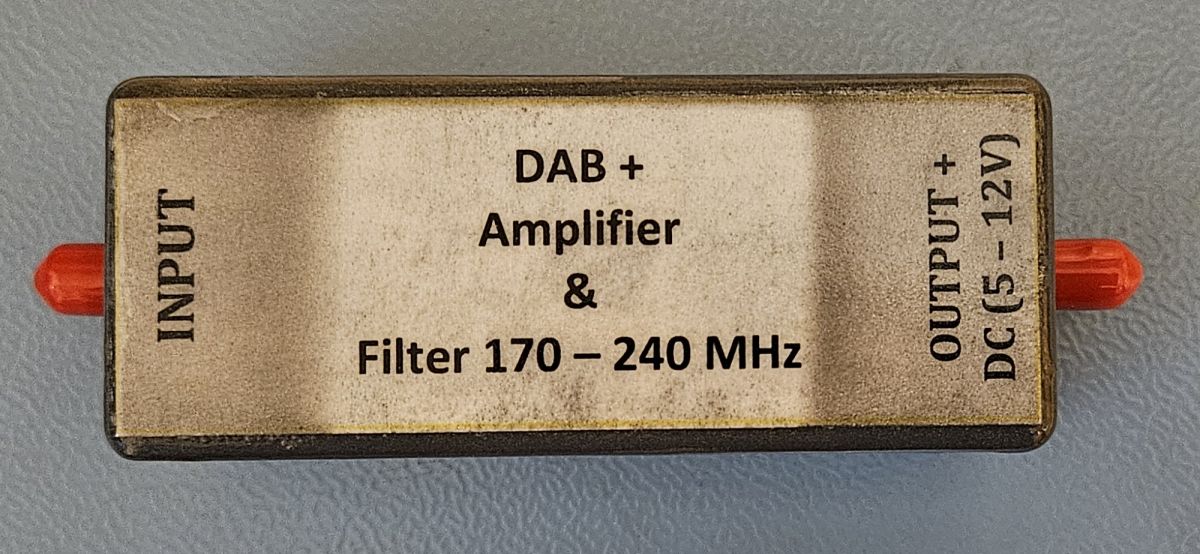 INPUT
DAB +
Amplifier
&
Filter 170 – 240 MHz
OUTPUT +
DC (5 – 12V)